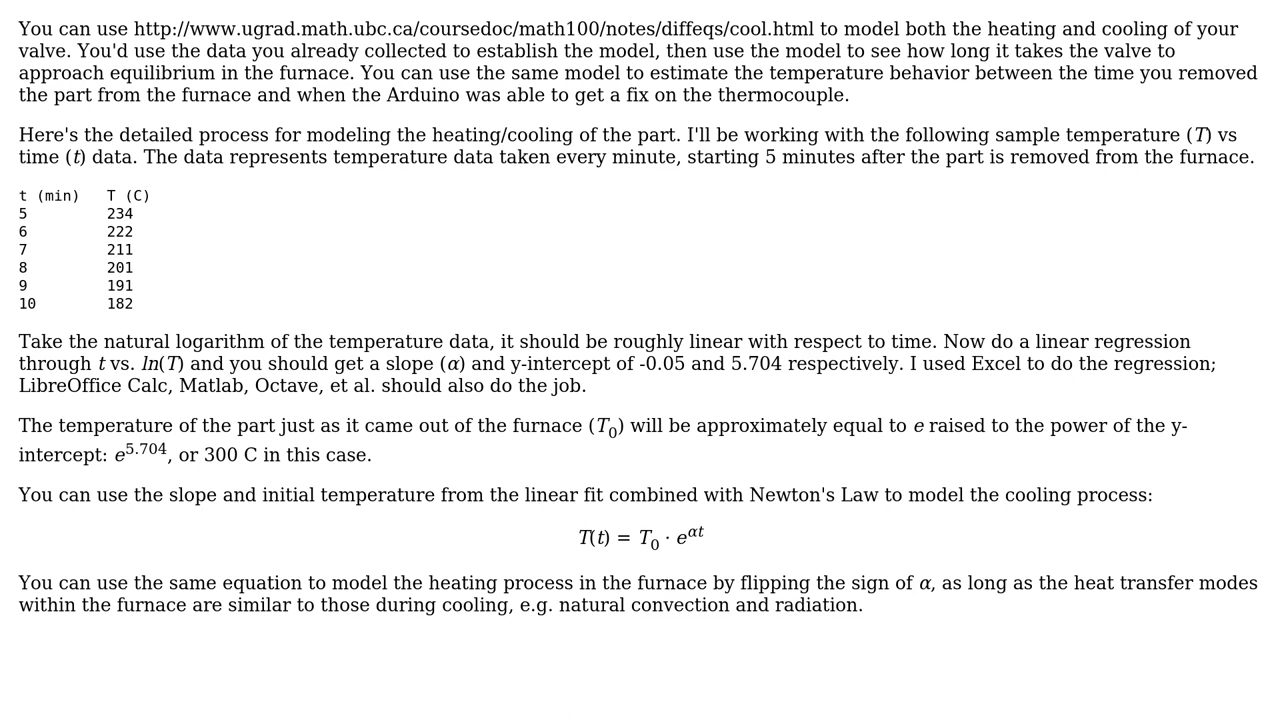 You can use http://www.ugrad.math.ubc.ca/coursedoc/math100/notes/diffeqs/cool.html to model both the heating and cooling of your
valve. You'd use the data you already collected to establish the model, then use the model to see how long it takes the valve to
approach equilibrium in the furnace. You can use the same model to estimate the temperature behavior between the time you removed
the part from the furnace and when the Arduino was able to get a fix on the thermocouple.
Here's the detailed process for modeling the heating/cooling of the part. I'll be working with the following sample temperature (T) vs
time (t) data. The data represents temperature data taken every minute, starting 5 minutes after the part is removed from the furnace.
t (min) T (C)
5 234
6 222
7 211
8 201
9 191
10 182
Take the natural logarithm of the temperature data, it should be roughly linear with respect to time. Now do a linear regression
through t vs. ln(T) and you should get a slope (α) and y-intercept of -0.05 and 5.704 respectively. I used Excel to do the regression;
LibreOffice Calc, Matlab, Octave, et al. should also do the job.
The temperature of the part just as it came out of the furnace (T₀) will be approximately equal to e raised to the power of the y-
intercept: e^5.704, or 300 C in this case.
You can use the slope and initial temperature from the linear fit combined with Newton's Law to model the cooling process:
T(t) = T₀ · e^αt
You can use the same equation to model the heating process in the furnace by flipping the sign of α, as long as the heat transfer modes
within the furnace are similar to those during cooling, e.g. natural convection and radiation.